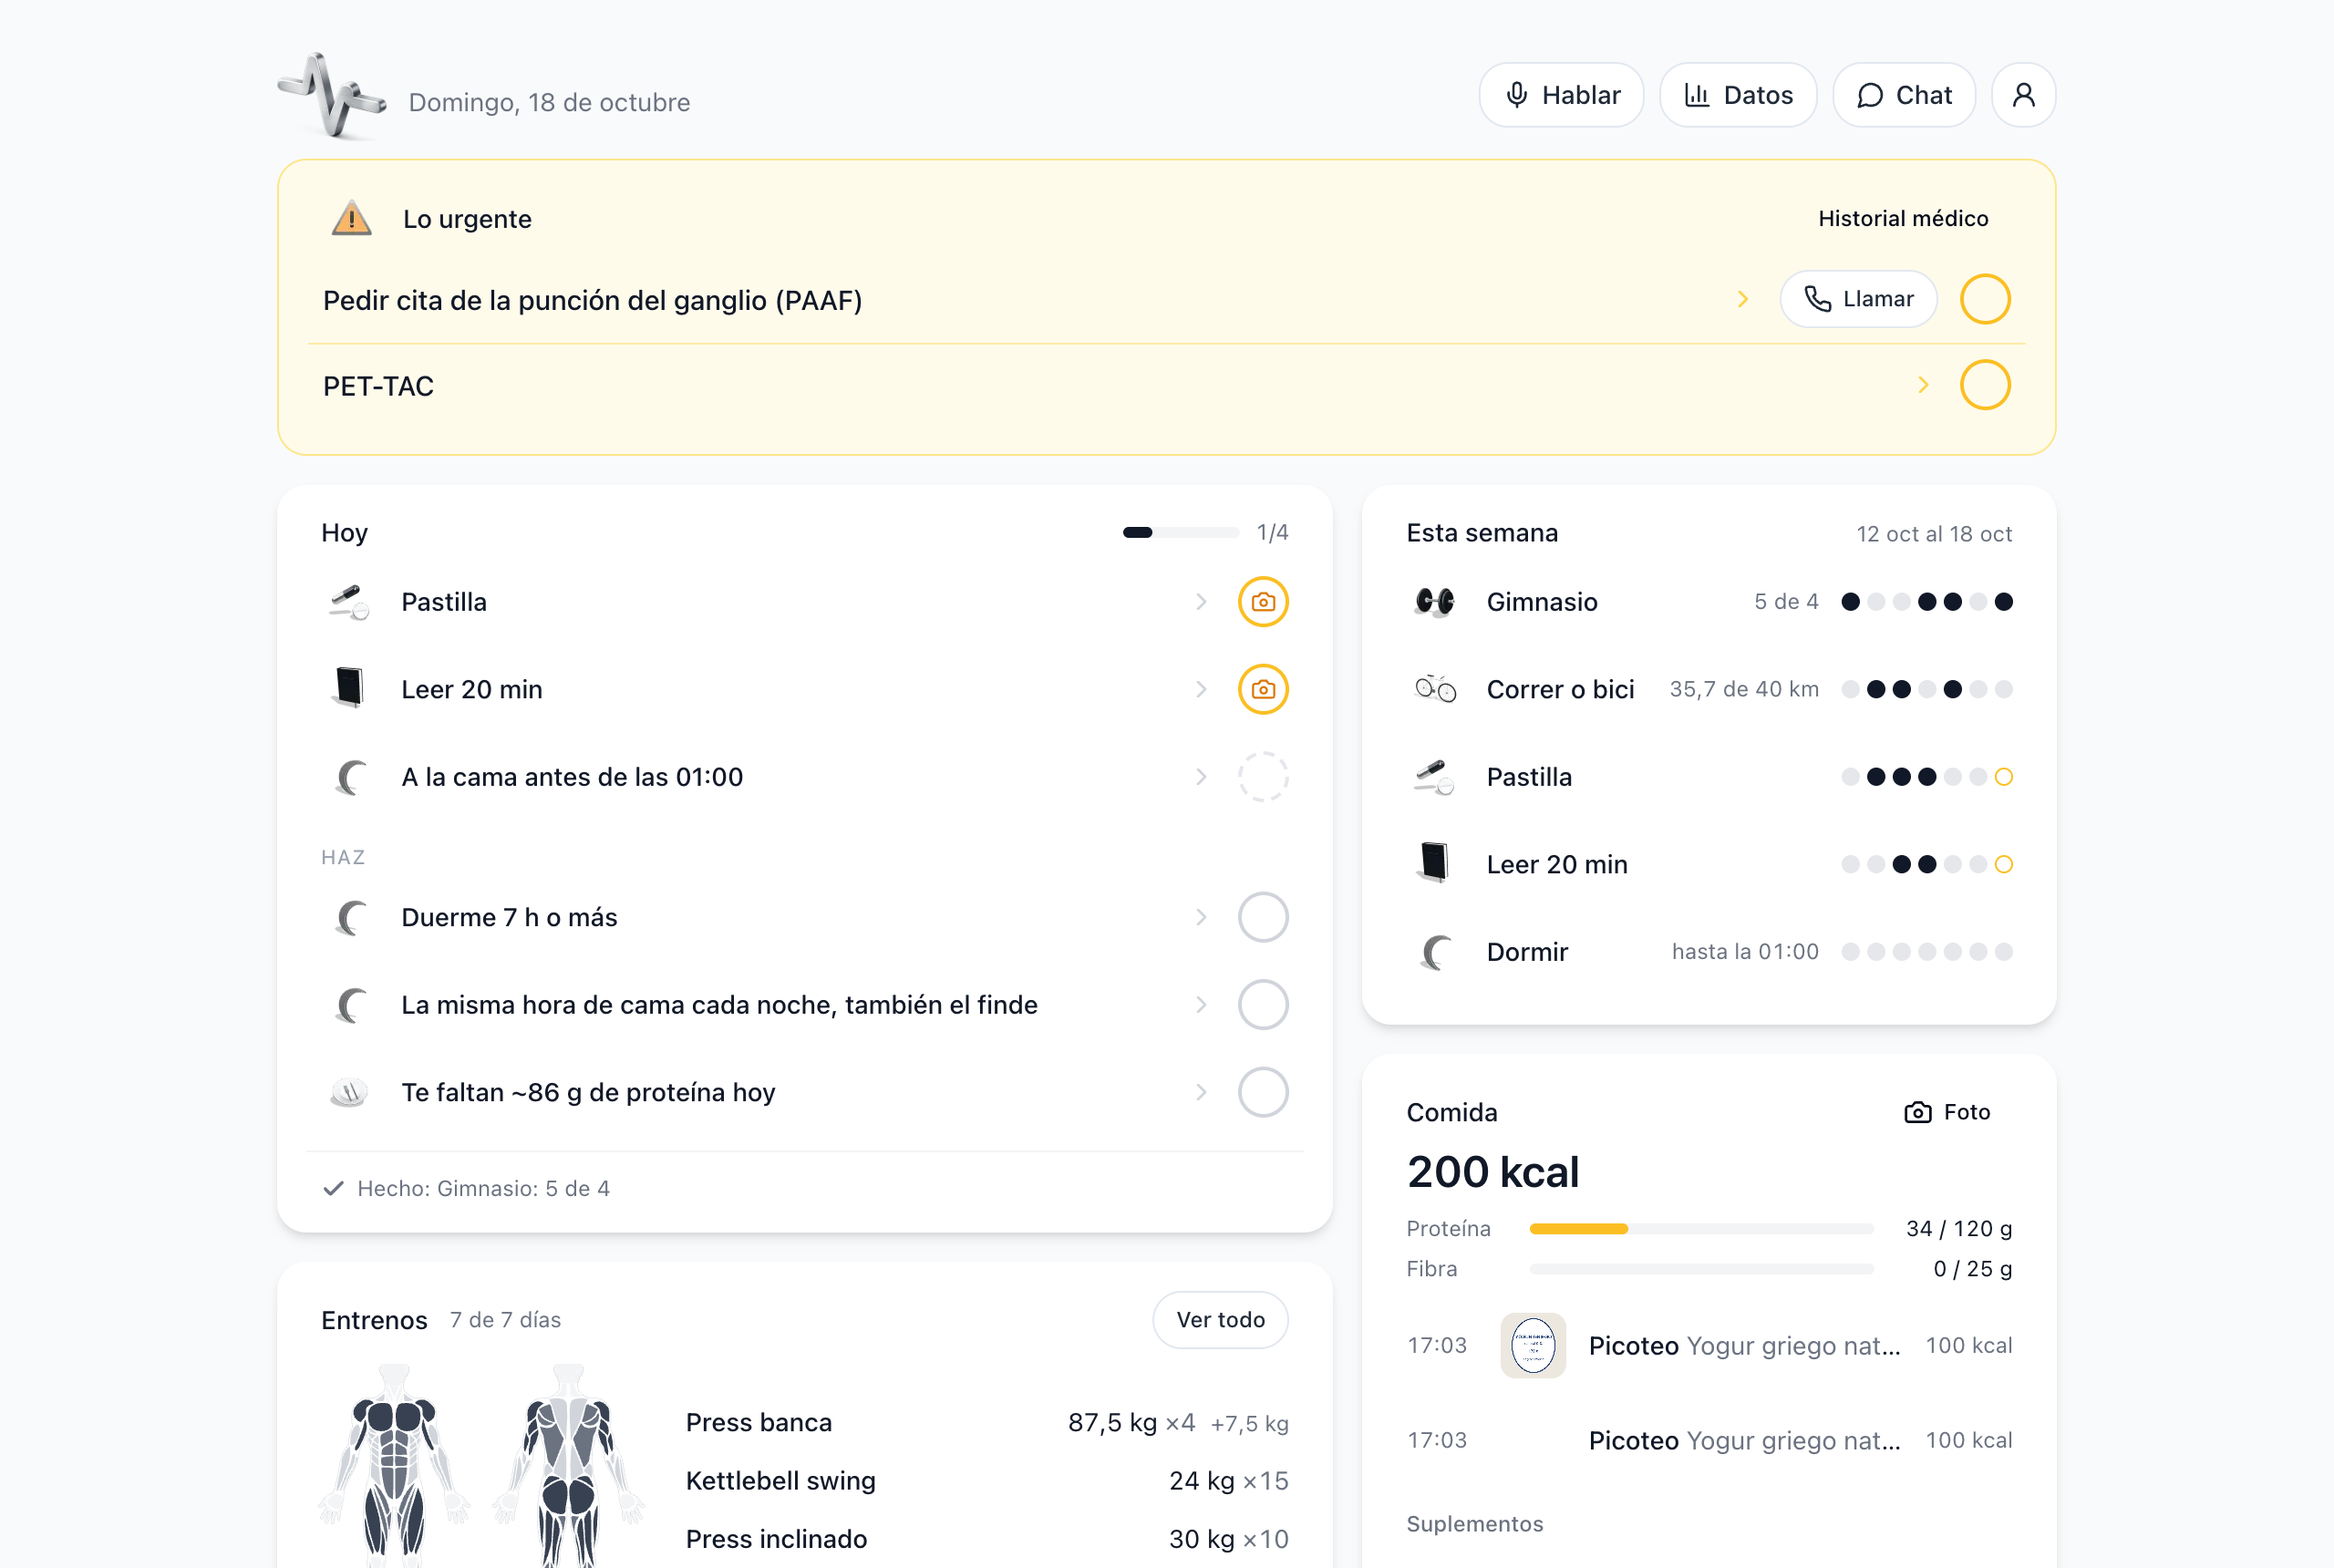 Domingo, 18 de octubre
Hablar
Datos
Chat
Lo urgente
Historial médico
Pedir cita de la punción del ganglio (PAAF)
Llamar
PET-TAC
Hoy
1/4
Pastilla
Leer 20 min
A la cama antes de las 01:00
HAZ
Duerme 7 h o más
La misma hora de cama cada noche, también el finde
Te faltan ~86 g de proteína hoy
Hecho: Gimnasio: 5 de 4
Esta semana
12 oct al 18 oct
Gimnasio 5 de 4
Correr o bici 35,7 de 40 km
Pastilla
Leer 20 min
Dormir hasta la 01:00
Comida
Foto
200 kcal
Proteína 34 / 120 g
Fibra 0 / 25 g
17:03 Picoteo Yogur griego nat... 100 kcal
17:03 Picoteo Yogur griego nat... 100 kcal
Suplementos
Entrenos 7 de 7 días
Ver todo
Press banca 87,5 kg ×4 +7,5 kg
Kettlebell swing 24 kg ×15
Press inclinado 30 kg ×10